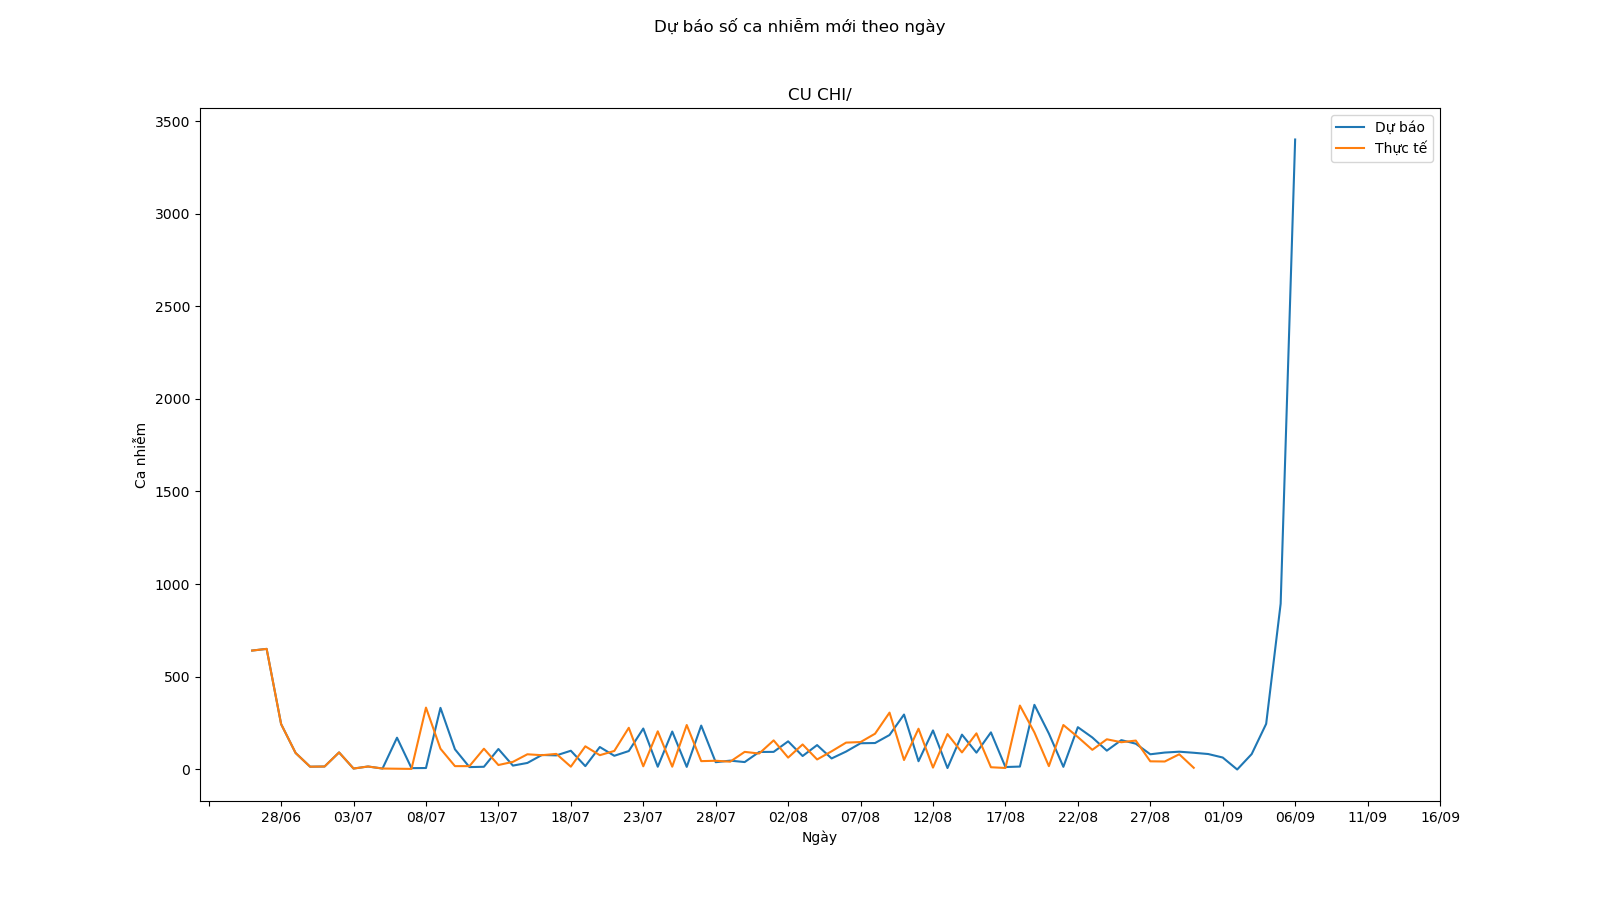 Dự báo số ca nhiễm mới theo ngày
CU CHI/
Dự báo
Thực tế
3500
3000
2500
2000
1500
1000
500
0
Ca nhiễm
28/06 03/07 08/07 13/07 18/07 23/07 28/07 02/08 07/08 12/08 17/08 22/08 27/08 01/09 06/09 11/09 16/09
Ngày